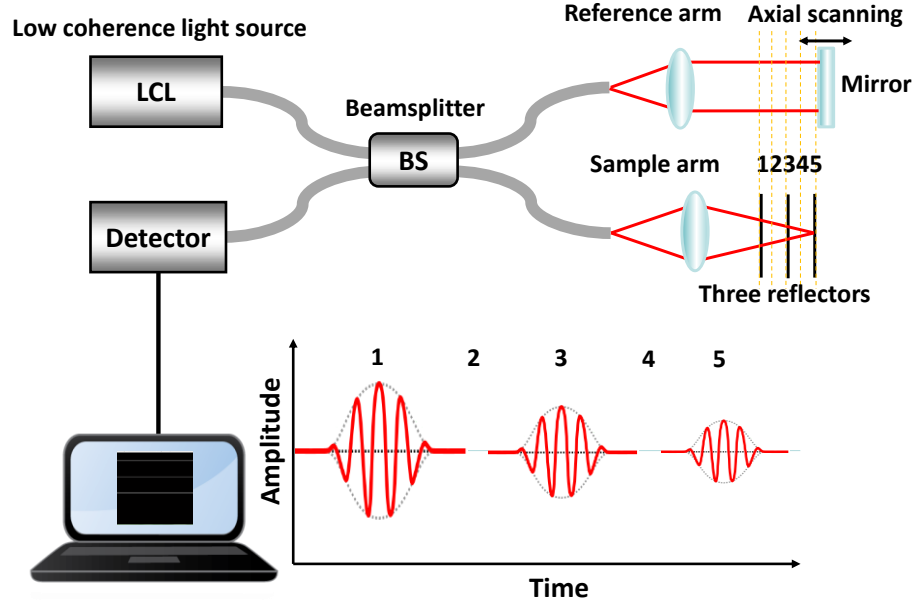 Low coherence light source
LCL
Beamsplitter
BS
Detector
Reference arm
Axial scanning
Mirror
Sample arm
12345
Three reflectors
1 2 3 4 5
Amplitude
Time